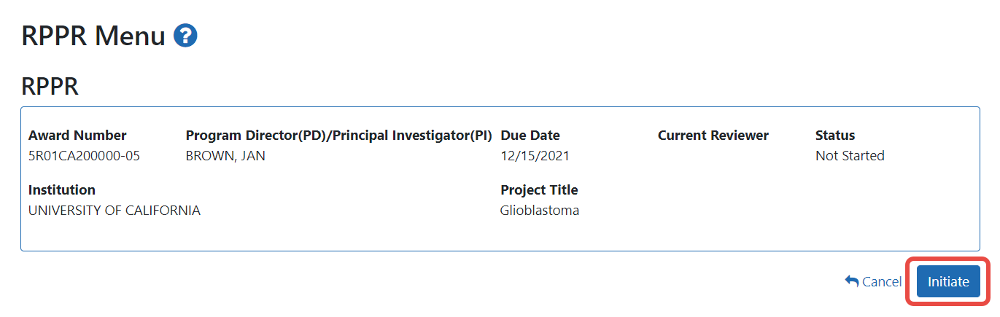 RPPR Menu ?
RPPR
Award Number Program Director(PD)/Principal Investigator(PI) Due Date Current Reviewer Status
5R01CA200000-05 BROWN, JAN 12/15/2021 Not Started
Institution Project Title
UNIVERSITY OF CALIFORNIA Glioblastoma
Cancel Initiate